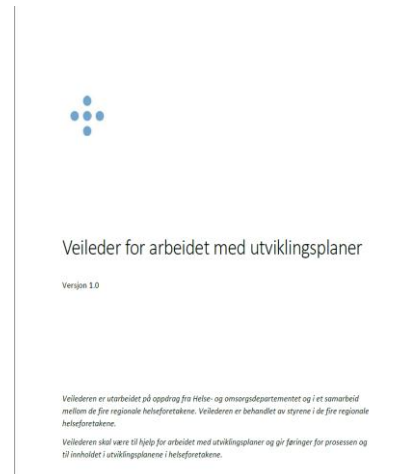 Veileder for arbeidet med utviklingsplaner
Versjon 1.0
Veilederen er utarbeidet på oppdrag fra Helse- og omsorgsdepartementet og i et samarbeid
mellom de fire regionale helseforetakene. Veilederen er behandlet av styrene i de fire regionale
helseforetakene.
Veilederen skal være til hjelp for arbeidet med utviklingsplaner og gir føringer for prosessen og
til innholdet i utviklingsplanene i helseforetakene.